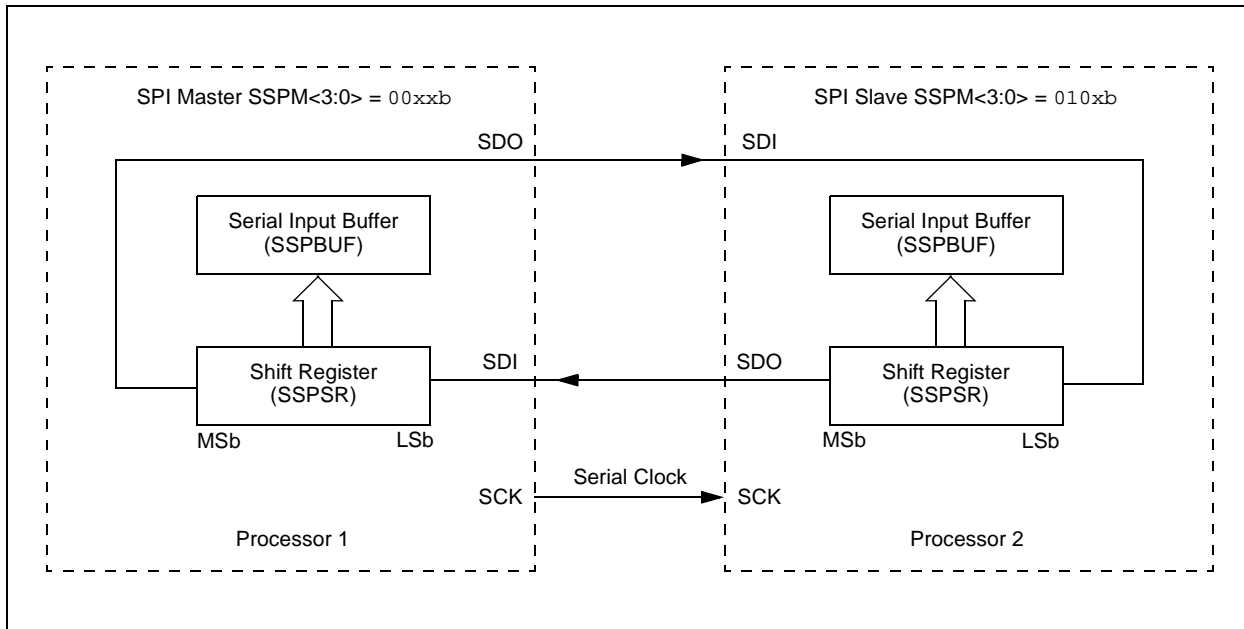 SPI Master SSPM<3:0> = 00xxb
SPI Slave SSPM<3:0> = 010xb
SDO
SDI
Serial Input Buffer
(SSPBUF)
Serial Input Buffer
(SSPBUF)
SDI
SDO
Shift Register
(SSPSR)
Shift Register
(SSPSR)
MSb
LSb
MSb
LSb
Serial Clock
SCK
SCK
Processor 1
Processor 2